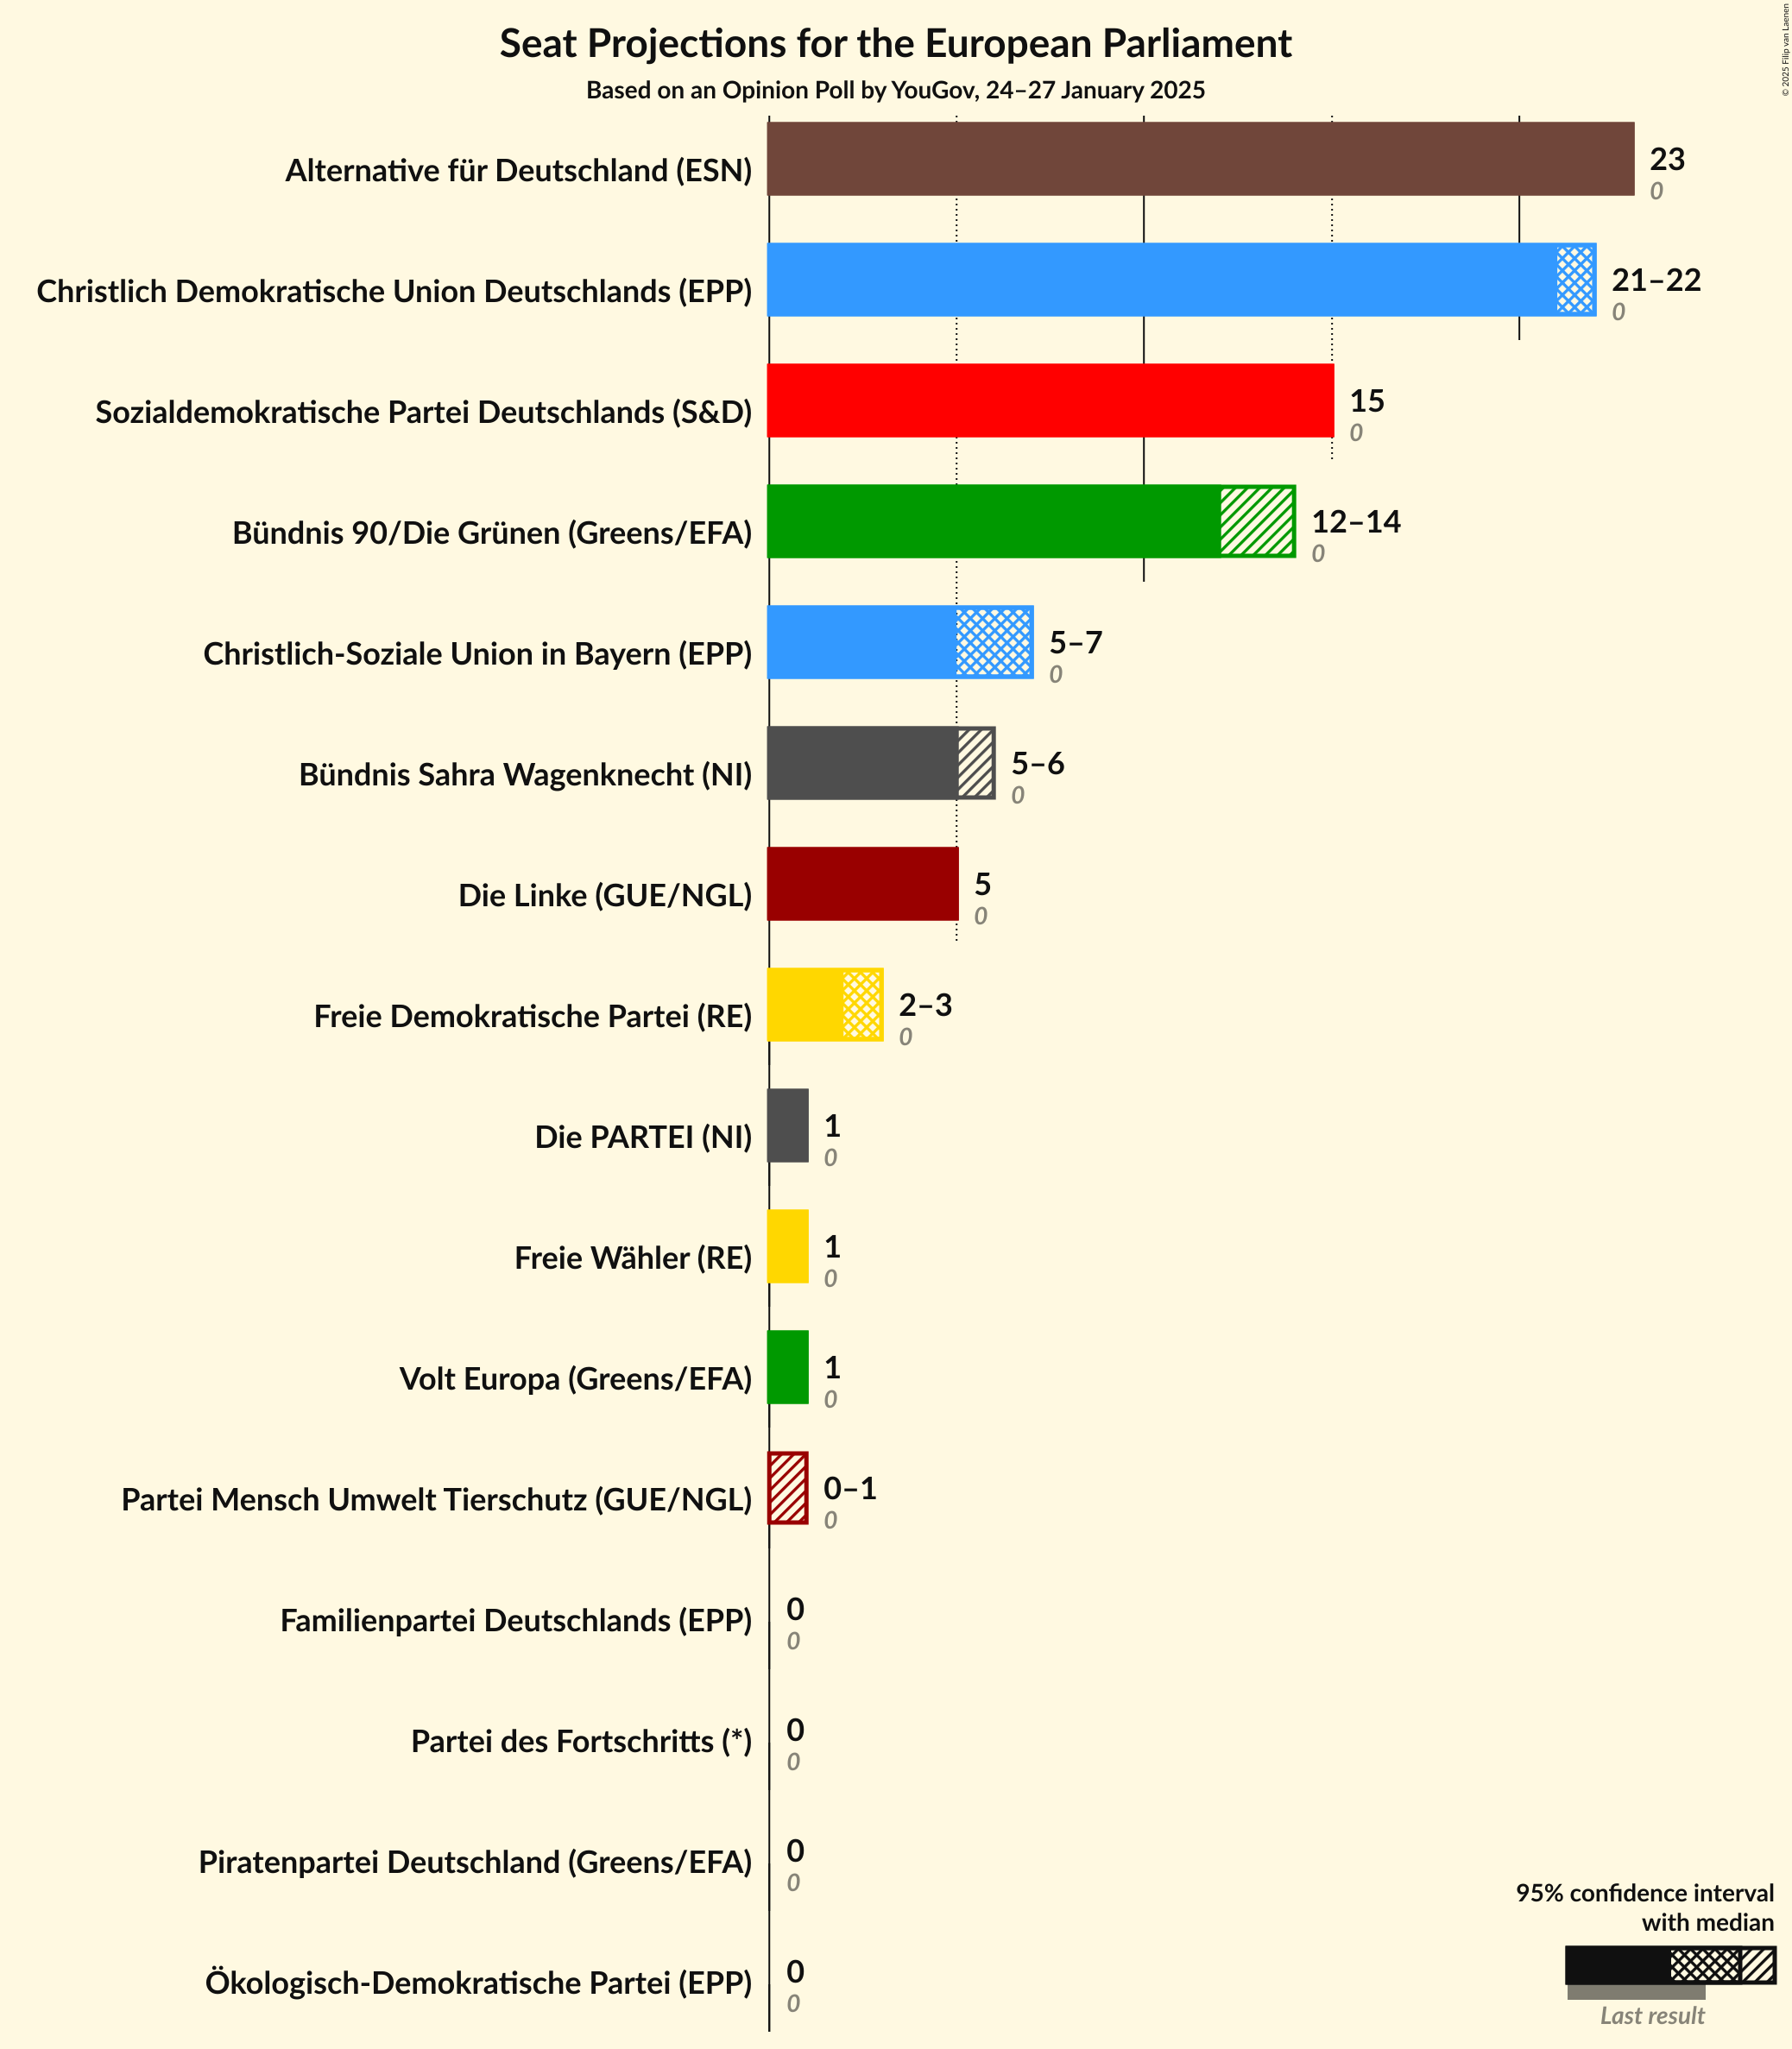 Seat Projections for the European Parliament
Based on an Opinion Poll by YouGov, 24–27 January 2025
© 2025 Filip van Laenen
Alternative für Deutschland (ESN)
23
0
Christlich Demokratische Union Deutschlands (EPP)
21–22
0
Sozialdemokratische Partei Deutschlands (S&D)
15
0
Bündnis 90/Die Grünen (Greens/EFA)
12–14
0
Christlich-Soziale Union in Bayern (EPP)
5–7
0
Bündnis Sahra Wagenknecht (NI)
5–6
0
Die Linke (GUE/NGL)
5
0
Freie Demokratische Partei (RE)
2–3
0
Die PARTEI (NI)
1
0
Freie Wähler (RE)
1
0
Volt Europa (Greens/EFA)
1
0
Partei Mensch Umwelt Tierschutz (GUE/NGL)
0–1
0
Familienpartei Deutschlands (EPP)
0
0
Partei des Fortschritts (*)
0
0
Piratenpartei Deutschland (Greens/EFA)
0
0
Ökologisch-Demokratische Partei (EPP)
0
0
95% confidence interval
with median
Last result